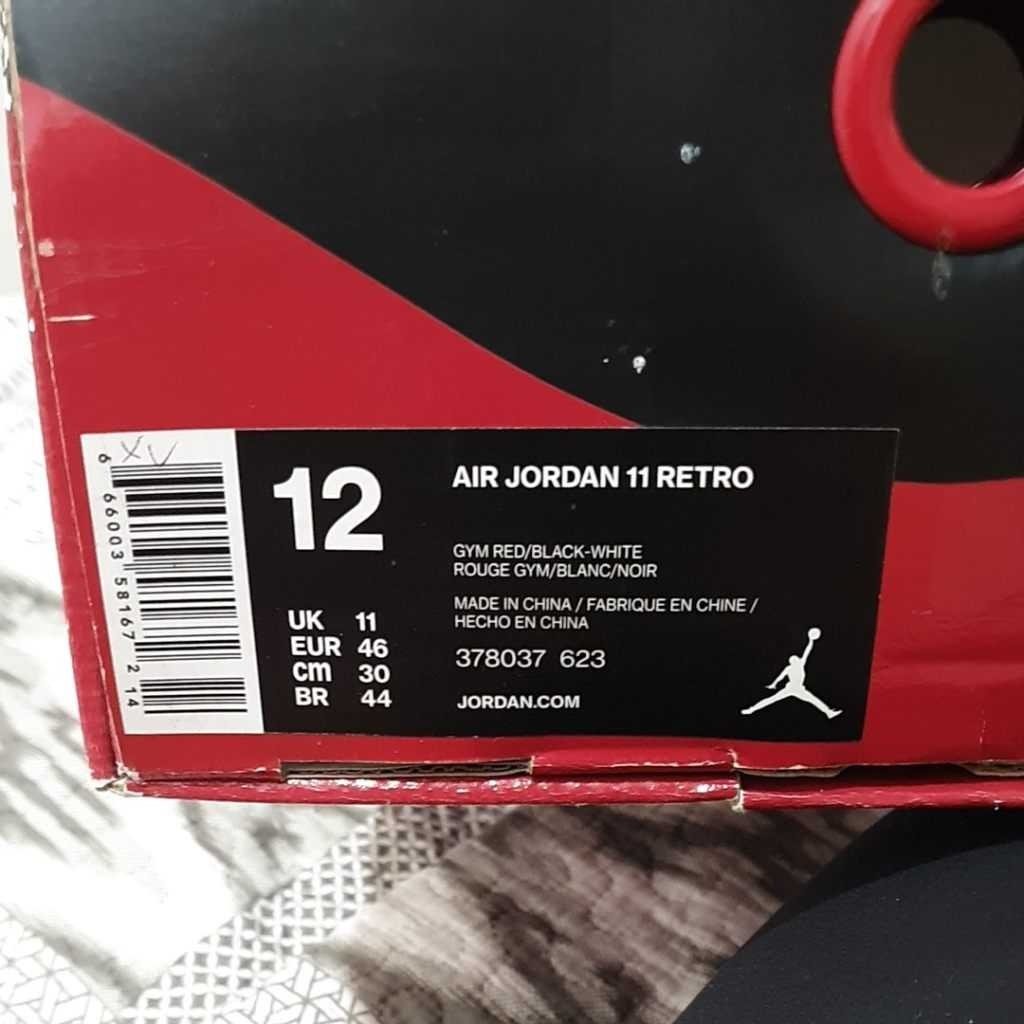 XV
6 66003 58167 2 14
12
AIR JORDAN 11 RETRO
GYM RED/BLACK-WHITE
ROUGE GYM/BLANC/NOIR
MADE IN CHINA / FABRIQUE EN CHINE /
HECHO EN CHINA
378037 623
JORDAN.COM
UK 11
EUR 46
cm 30
BR 44